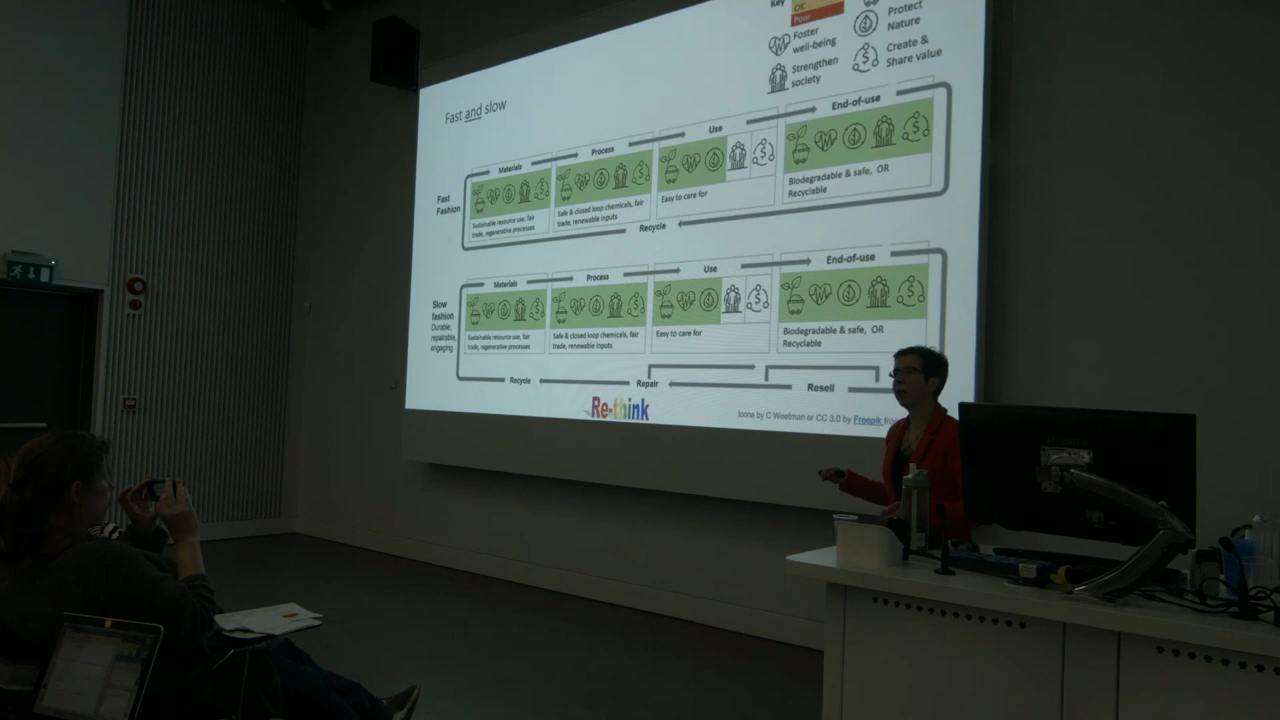 Key
OK
Poor
Protect
Nature
Foster
well-being
Create &
Share value
Strengthen
society
Fast and slow
Materials
Process
Use
End-of-use
Fast
Fashion
Sustainable resource use, fair
trade, regenerative processes
Safe & closed loop chemicals, fair
trade, renewable inputs
Easy to care for
Biodegradable & safe, OR
Recyclable
Recycle
Materials
Process
Use
End-of-use
Slow
fashion
Durable,
repairable,
engaging
Sustainable resource use, fair
trade, regenerative processes
Safe & closed loop chemicals, fair
trade, renewable inputs
Easy to care for
Biodegradable & safe, OR
Recyclable
Recycle
Repair
Resell
Re-think
Icons by C Weetman or CC 3.0 by Freepik